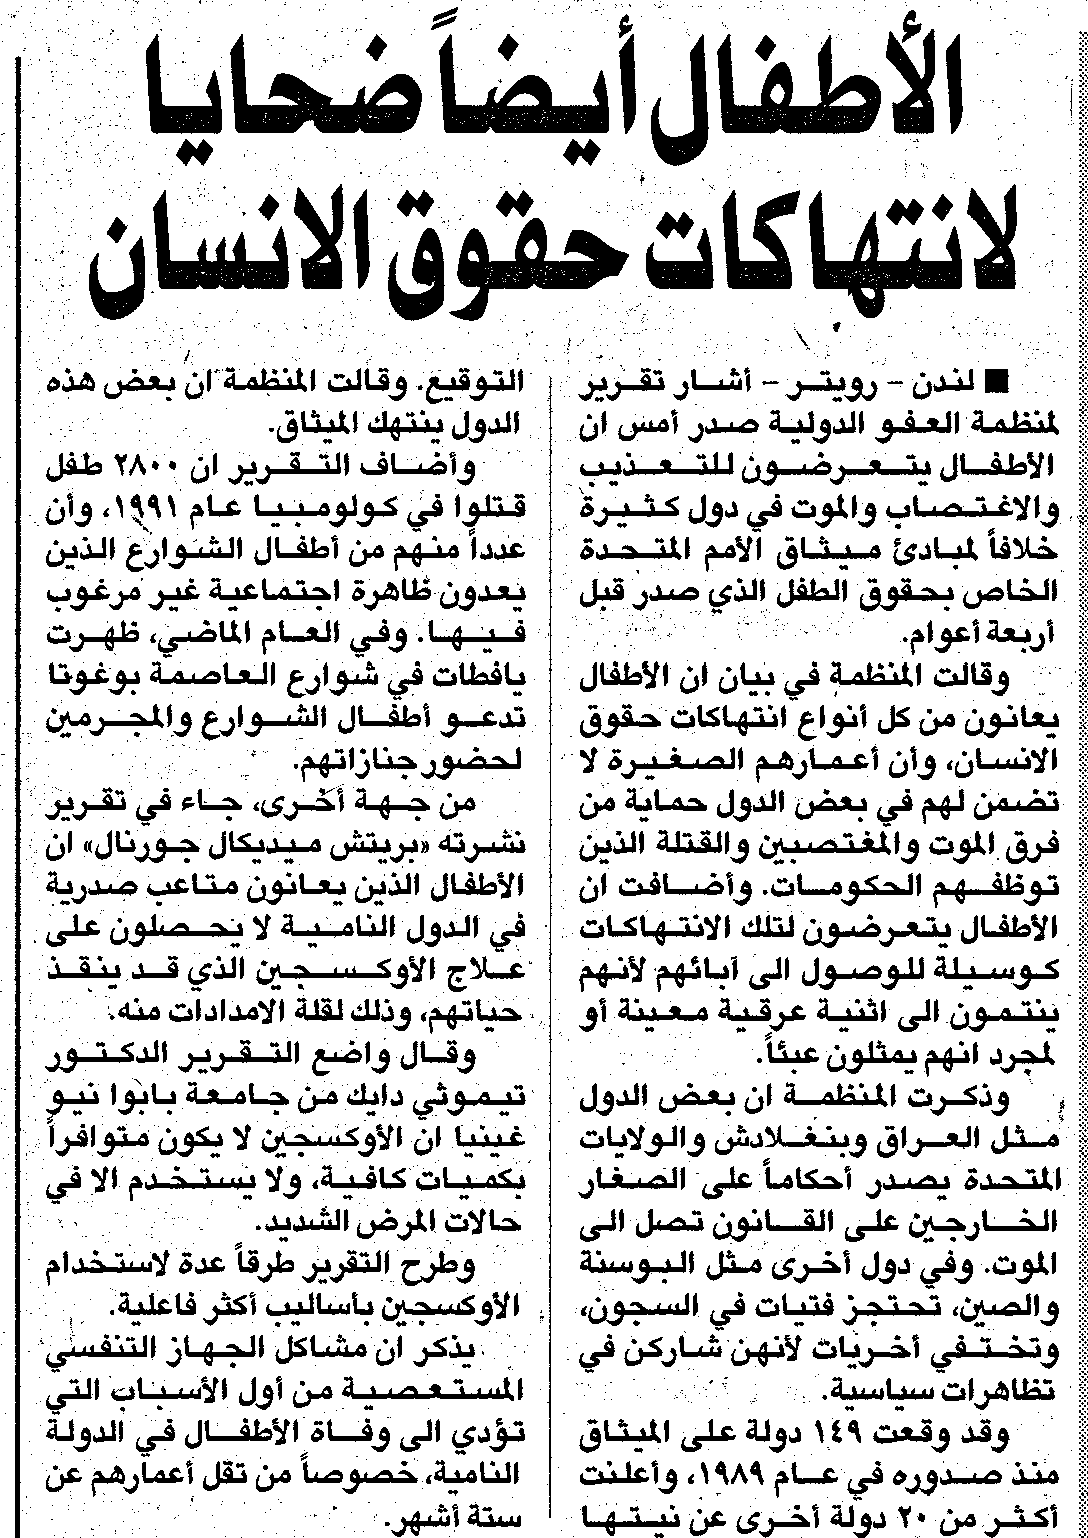 الأطفال أيضاً ضحايا
لانتهاكات حقوق الانسان
■ لندن - رويتر - أشار تقرير
لمنظمة العفو الدولية صدر أمس ان
الأطفال يتعرضون للتعذيب
والاغتصاب والموت في دول كثيرة
خلافاً لمبادئ ميثاق الأمم المتحدة
الخاص بحقوق الطفل الذي صدر قبل
أربعة أعوام.
وقالت المنظمة في بيان ان الأطفال
يعانون من كل أنواع انتهاكات حقوق
الانسان، وأن أعمارهم الصغيرة لا
تضمن لهم في بعض الدول حماية من
فرق الموت والمغتصبين والقتلة الذين
توظفهم الحكومات. وأضافت ان
الأطفال يتعرضون لتلك الانتهاكات
كوسيلة للوصول الى آبائهم لأنهم
ينتمون الى اثنية عرقية معينة أو
لمجرد انهم يمثلون عبئاً.
وذكرت المنظمة ان بعض الدول
مثل العراق وبنغلادش والولايات
المتحدة يصدر أحكاماً على الصغار
الخارجين على القانون تصل الى
الموت. وفي دول أخرى مثل البوسنة
والصين، تحتجز فتيات في السجون،
وتختفي أخريات لأنهن شاركن في
تظاهرات سياسية.
وقد وقعت ١٤٩ دولة على الميثاق
منذ صدوره في عام ١٩٨٩، وأعلنت
أكثر من ٢٠ دولة أخرى عن نيتها
التوقيع. وقالت المنظمة ان بعض هذه
الدول ينتهك الميثاق.
وأضاف التقرير ان ٢٨٠٠ طفل
قتلوا في كولومبيا عام ١٩٩١، وأن
عدداً منهم من أطفال الشوارع الذين
يعدون ظاهرة اجتماعية غير مرغوب
فيها. وفي العام الماضي، ظهرت
يافطات في شوارع العاصمة بوغوتا
تدعو أطفال الشوارع والمجرمين
لحضور جنازاتهم.
من جهة أخرى، جاء في تقرير
نشرته «بريتش ميديكال جورنال» ان
الأطفال الذين يعانون متاعب صدرية
في الدول النامية لا يحصلون على
علاج الأوكسجين الذي قد ينقذ
حياتهم، وذلك لقلة الامدادات منه.
وقال واضع التقرير الدكتور
تيموثي دايك من جامعة بابوا نيو
غينيا ان الأوكسجين لا يكون متوافراً
بكميات كافية، ولا يستخدم الا في
حالات المرض الشديد.
وطرح التقرير طرقاً عدة لاستخدام
الأوكسجين بأساليب أكثر فاعلية.
يذكر ان مشاكل الجهاز التنفسي
المستعصية من أول الأسباب التي
تؤدي الى وفاة الأطفال في الدولة
النامية، خصوصاً من تقل أعمارهم عن
ستة أشهر.